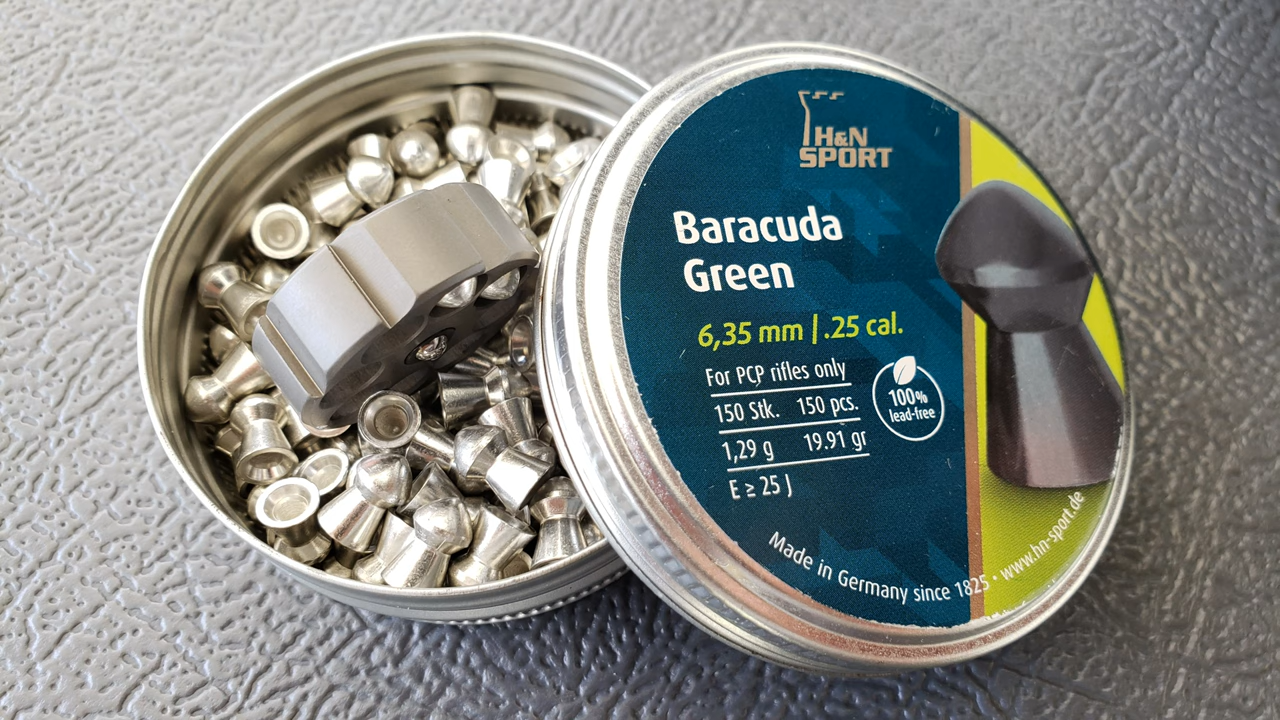 H&N
SPORT
Baracuda
Green
6,35 mm | .25 cal.
For PCP rifles only
150 Stk. 150 pcs.
1,29 g 19.91 gr
E ≥ 25 J
100%
lead-free
Made in Germany since 1825 • www.hn-sport.de